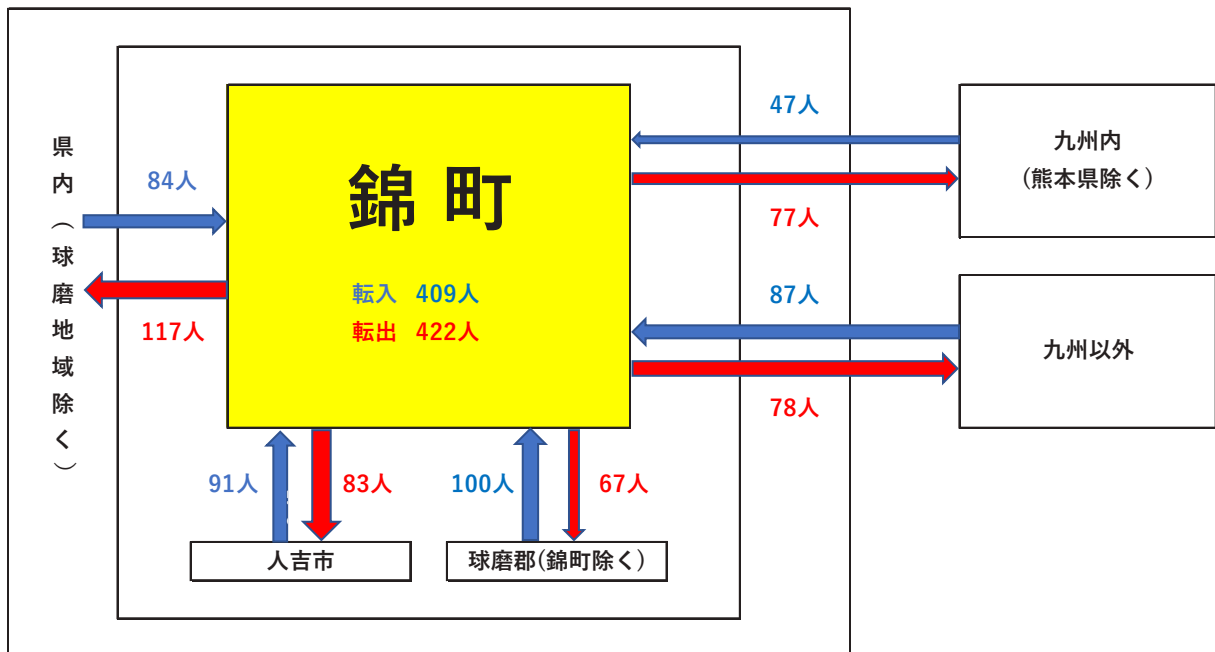 県内（球磨地域除く）
84人
117人
錦町
転入 409人
転出 422人
47人
77人
九州内
(熊本県除く)
87人
78人
九州以外
91人
83人
人吉市
100人
67人
球磨郡(錦町除く)